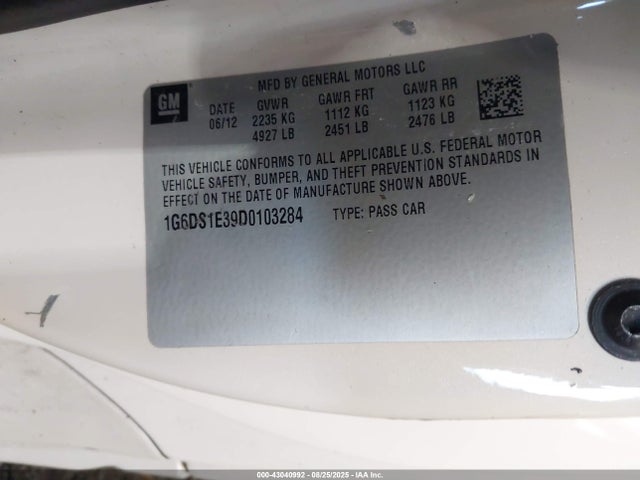 MFD BY GENERAL MOTORS LLC
GM
DATE GVWR GAWR FRT GAWR RR
06/12 2235 KG 1112 KG 1123 KG
4927 LB 2451 LB 2476 LB
THIS VEHICLE CONFORMS TO ALL APPLICABLE U.S. FEDERAL MOTOR
VEHICLE SAFETY, BUMPER, AND THEFT PREVENTION STANDARDS IN
EFFECT ON THE DATE OF MANUFACTURE SHOWN ABOVE.
1G6DS1E39D0103284 TYPE: PASS CAR
000-43040992 - 08/25/2025 - IAA Inc.